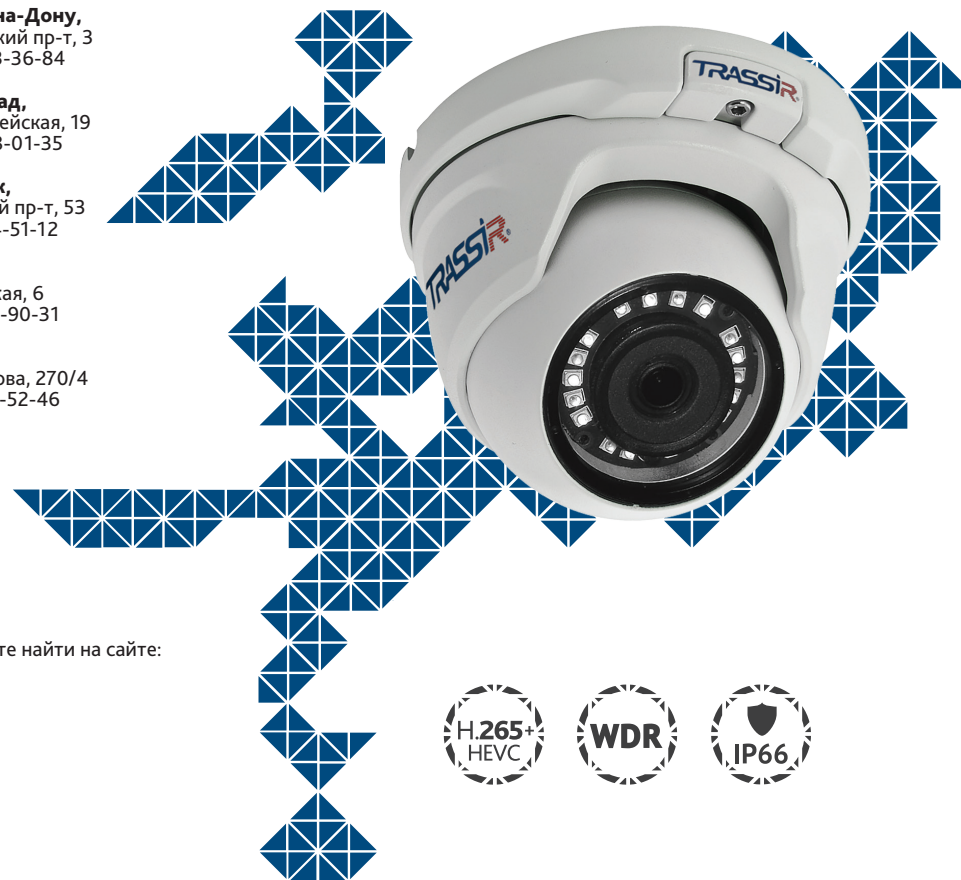 на-Дону,
кий пр-т, 3
3-36-84
ад,
ейская, 19
3-01-35
к,
й пр-т, 53
-51-12
кая, 6
-90-31
ова, 270/4
-52-46
те найти на сайте:
TRASSIR
TRASSIR
H.265+
HEVC
WDR
IP66